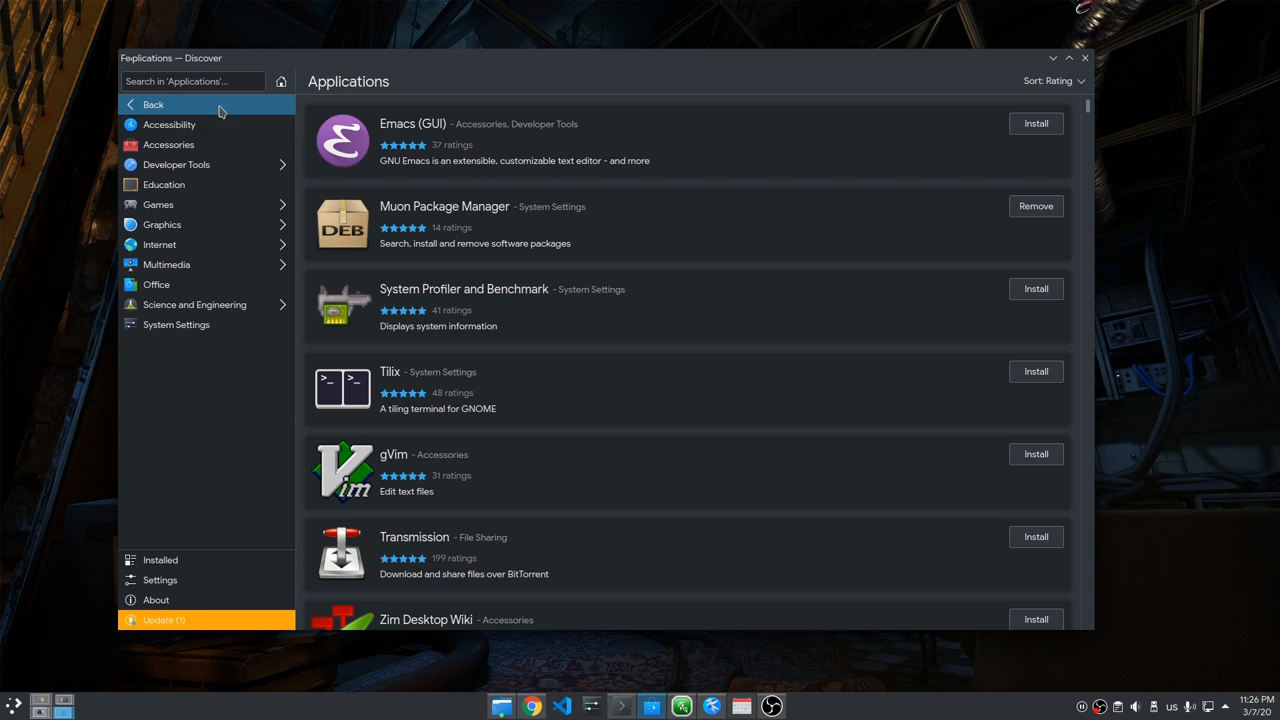 Feplications — Discover
Search in 'Applications'...
Applications
Sort: Rating
Back
Accessibility
Accessories
Developer Tools
Education
Games
Graphics
Internet
Multimedia
Office
Science and Engineering
System Settings
Installed
Settings
About
Update (1)
Emacs (GUI) - Accessories, Developer Tools
37 ratings
GNU Emacs is an extensible, customizable text editor - and more
Install
DEB
Muon Package Manager - System Settings
14 ratings
Search, install and remove software packages
Remove
System Profiler and Benchmark - System Settings
41 ratings
Displays system information
Install
>_ >_
Tilix - System Settings
48 ratings
A tiling terminal for GNOME
Install
Vim
gVim - Accessories
31 ratings
Edit text files
Install
Transmission - File Sharing
199 ratings
Download and share files over BitTorrent
Install
Zim Desktop Wiki - Accessories
Install
US
11:26 PM
3/7/20